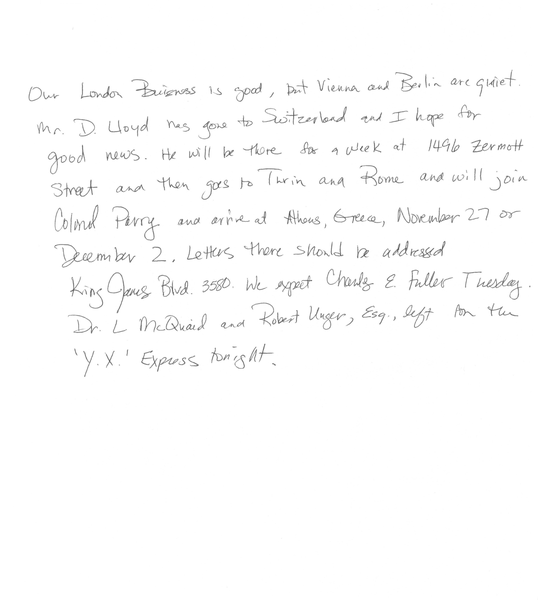 Our London Business is good, but Vienna and Berlin are quiet.
Mr. D. Lloyd has gone to Switzerland and I hope for
good news. He will be there for a week at 1496 Zermott
Street and then goes to Turin and Rome and will join
Colonel Parry and arrive at Athens, Greece, November 27 or
December 2. Letters there should be addressed
King James Blvd. 3580. We expect Charles E. Fuller Tuesday.
Dr. L McQuaid and Robert Unger, Esq., left for the
'Y.X.' Express tonight.